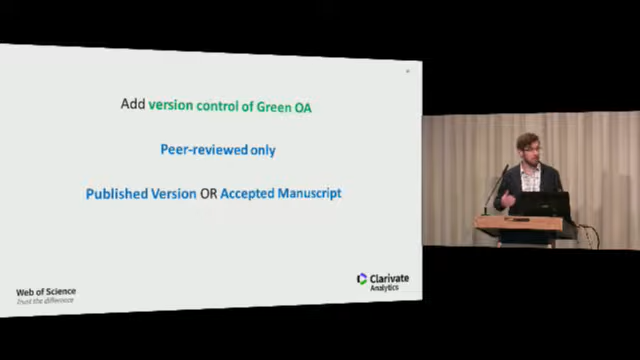 Add version control of Green OA
Peer-reviewed only
Published Version OR Accepted Manuscript
Web of Science
Trust the difference
Clarivate
Analytics